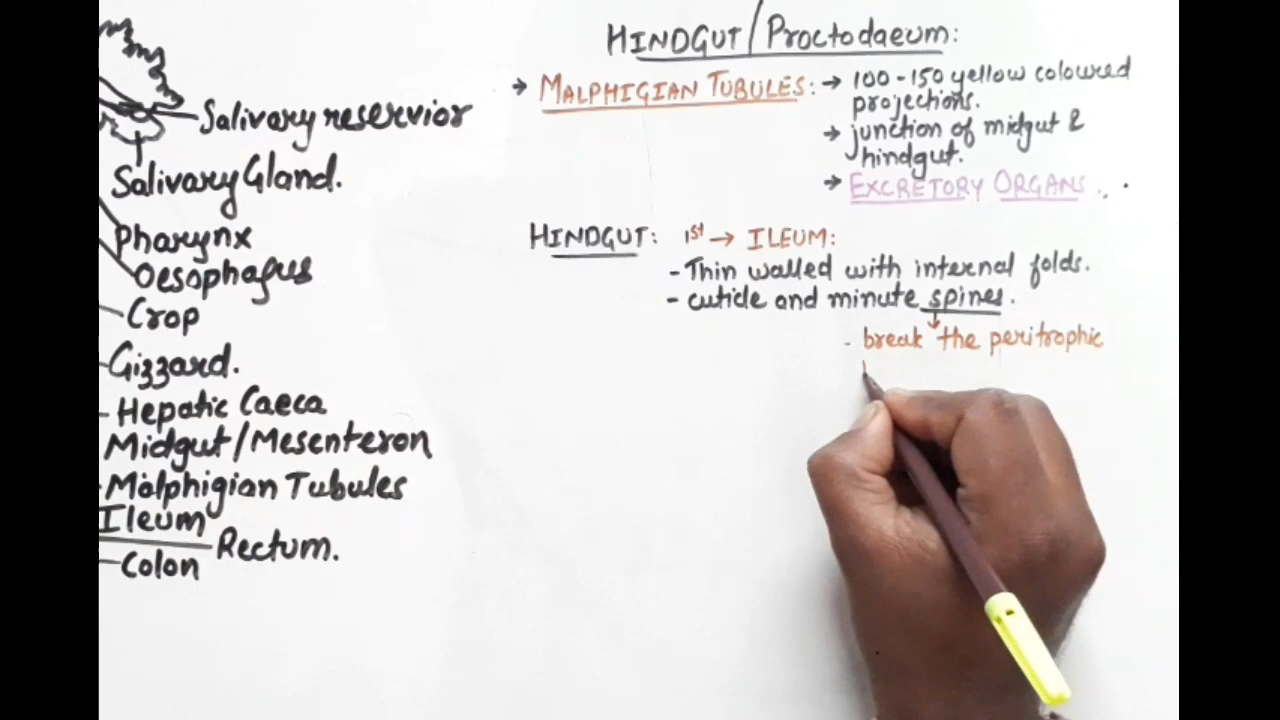 Salivary reservior
Salivary Gland.
Pharynx
Oesophagus
Crop
Gizzard.
Hepatic Caeca
Midgut/Mesenteron
Malphigian Tubules
Ileum
Rectum.
Colon
HINDGUT/Proctodaeum:
→ MALPHIGIAN TUBULES: → 100-150 yellow coloured
projections.
→ junction of midgut &
hindgut.
→ EXCRETORY ORGANS..
HINDGUT: 1st → ILEUM:
- Thin walled with internal folds.
- cuticle and minute spines.
- break the peritrophic